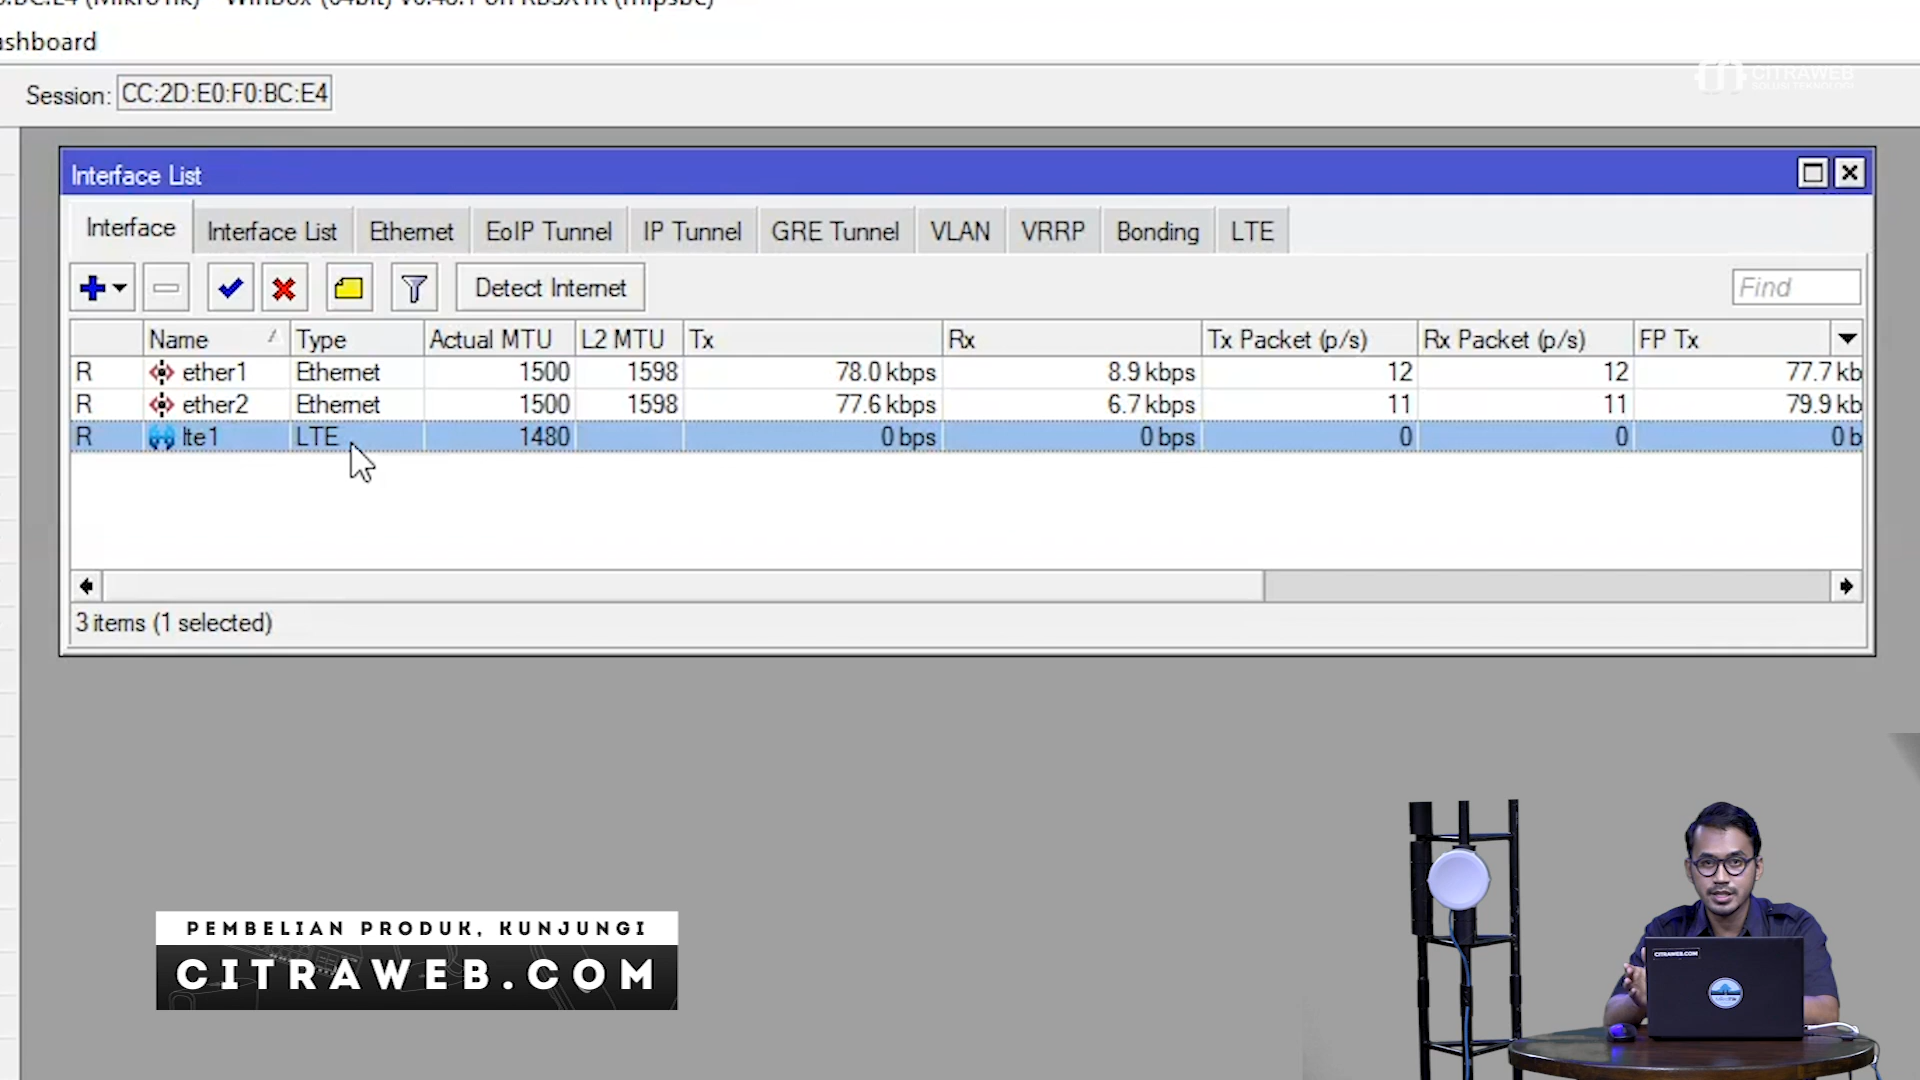 ashboard
CITRAWEB
Session: CC:2D:E0:F0:BC:E4
Interface List
Interface Interface List Ethernet EoIP Tunnel IP Tunnel GRE Tunnel VLAN VRRP Bonding LTE
Detect Internet Find
Name Type Actual MTU L2 MTU Tx Rx Tx Packet (p/s) Rx Packet (p/s) FP Tx
R ether1 Ethernet 1500 1598 78.0 kbps 8.9 kbps 12 12 77.7 kb
R ether2 Ethernet 1500 1598 77.6 kbps 6.7 kbps 11 11 79.9 kb
R lte1 LTE 1480 0 bps 0 bps 0 0 0 b
3 items (1 selected)
PEMBELIAN PRODUK, KUNJUNGI
CITRAWEB.COM
CITRAWEB.COM